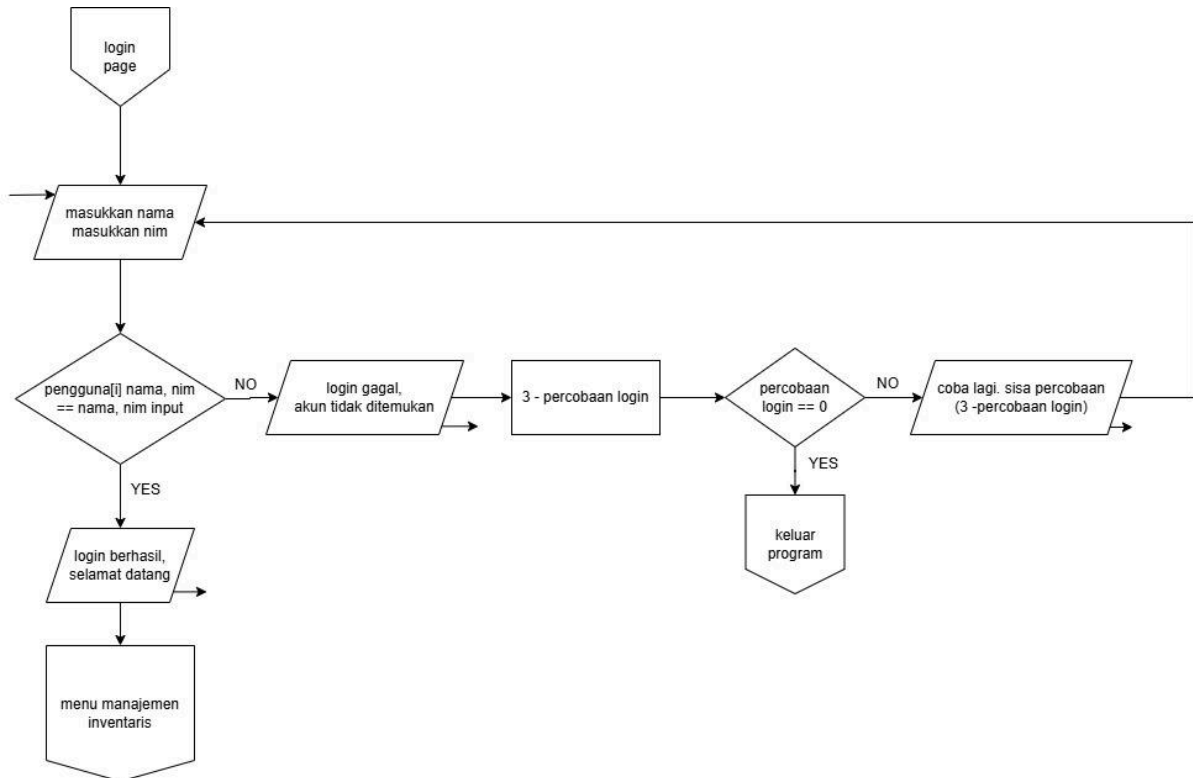 login
page
masukkan nama
masukkan nim
pengguna[i] nama, nim
== nama, nim input
NO
login gagal,
akun tidak ditemukan
3 - percobaan login
percobaan
login == 0
NO
coba lagi. sisa percobaan
(3 -percobaan login)
YES
YES
keluar
program
login berhasil,
selamat datang
menu manajemen
inventaris